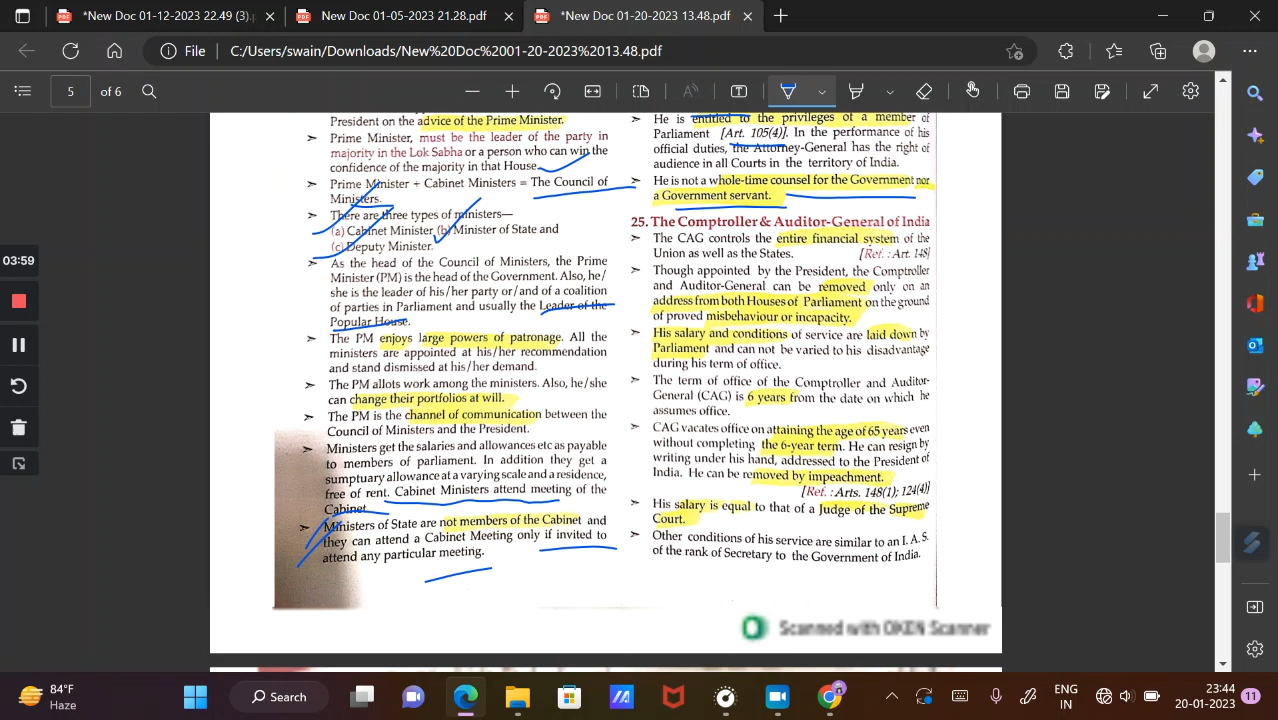 *New Doc 01-12-2023 22.49 (3).
New Doc 01-05-2023 21.28.pdf
*New Doc 01-20-2023 13.48.pdf
File
C:/Users/swain/Downloads/New%20Doc%2001-20-2023%2013.48.pdf
5 of 6
President on the advice of the Prime Minister.
➢ Prime Minister, must be the leader of the party in
majority in the Lok Sabha or a person who can win the
confidence of the majority in that House.
➢ Prime Minister + Cabinet Ministers = The Council of
Ministers.
➢ There are three types of ministers—
(a) Cabinet Minister (b) Minister of State and
(c) Deputy Minister.
➢ As the head of the Council of Ministers, the Prime
Minister (PM) is the head of the Government. Also, he/
she is the leader of his/her party or/and of a coalition
of parties in Parliament and usually the Leader of the
Popular House.
➢ The PM enjoys large powers of patronage. All the
ministers are appointed at his/her recommendation
and stand dismissed at his/her demand.
➢ The PM allots work among the ministers. Also, he/she
can change their portfolios at will.
➢ The PM is the channel of communication between the
Council of Ministers and the President.
➢ Ministers get the salaries and allowances etc as payable
to members of parliament. In addition they get a
sumptuary allowance at a varying scale and a residence,
free of rent. Cabinet Ministers attend meeting of the
Cabinet.
➢ Ministers of State are not members of the Cabinet and
they can attend a Cabinet Meeting only if invited to
attend any particular meeting.
➢ He is entitled to the privileges of a member of
Parliament [Art. 105(4)]. In the performance of his
official duties, the Attorney-General has the right of
audience in all Courts in the territory of India.
➢ He is not a whole-time counsel for the Government nor
a Government servant.
25. The Comptroller & Auditor-General of India
➢ The CAG controls the entire financial system of the
Union as well as the States. [Ref.: Art. 148]
➢ Though appointed by the President, the Comptroller
and Auditor-General can be removed only on an
address from both Houses of Parliament on the ground
of proved misbehaviour or incapacity.
➢ His salary and conditions of service are laid down by
Parliament and can not be varied to his disadvantage
during his term of office.
➢ The term of office of the Comptroller and Auditor-
General (CAG) is 6 years from the date on which he
assumes office.
➢ CAG vacates office on attaining the age of 65 years even
without completing the 6-year term. He can resign by
writing under his hand, addressed to the President of
India. He can be removed by impeachment.
[Ref.: Arts. 148(1); 124(4)]
➢ His salary is equal to that of a Judge of the Supreme
Court.
➢ Other conditions of his service are similar to an I.A.S.
of the rank of Secretary to the Government of India.
Scanned with OKEN Scanner
03:59
84°F
Haze
Search
ENG
IN
23:44
20-01-2023
11